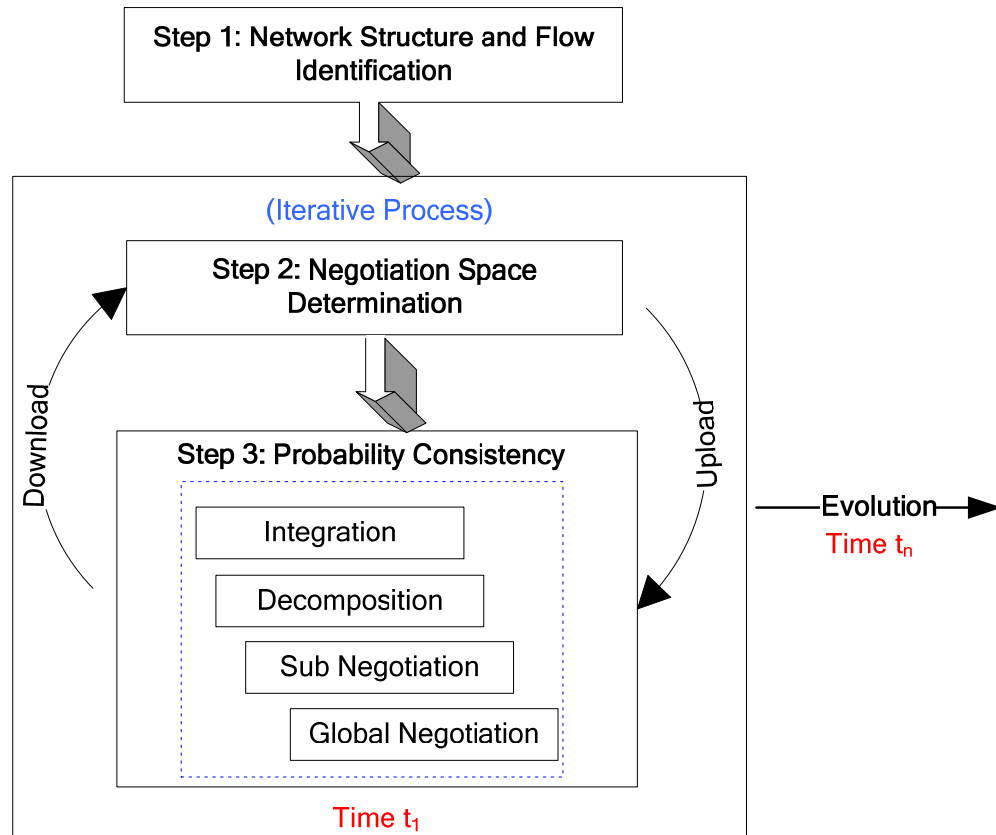 Step 1: Network Structure and Flow
Identification
(Iterative Process)
Step 2: Negotiation Space
Determination
Download
Upload
Step 3: Probability Consistency
Integration
Decomposition
Sub Negotiation
Global Negotiation
Evolution
Time tn
Time t1